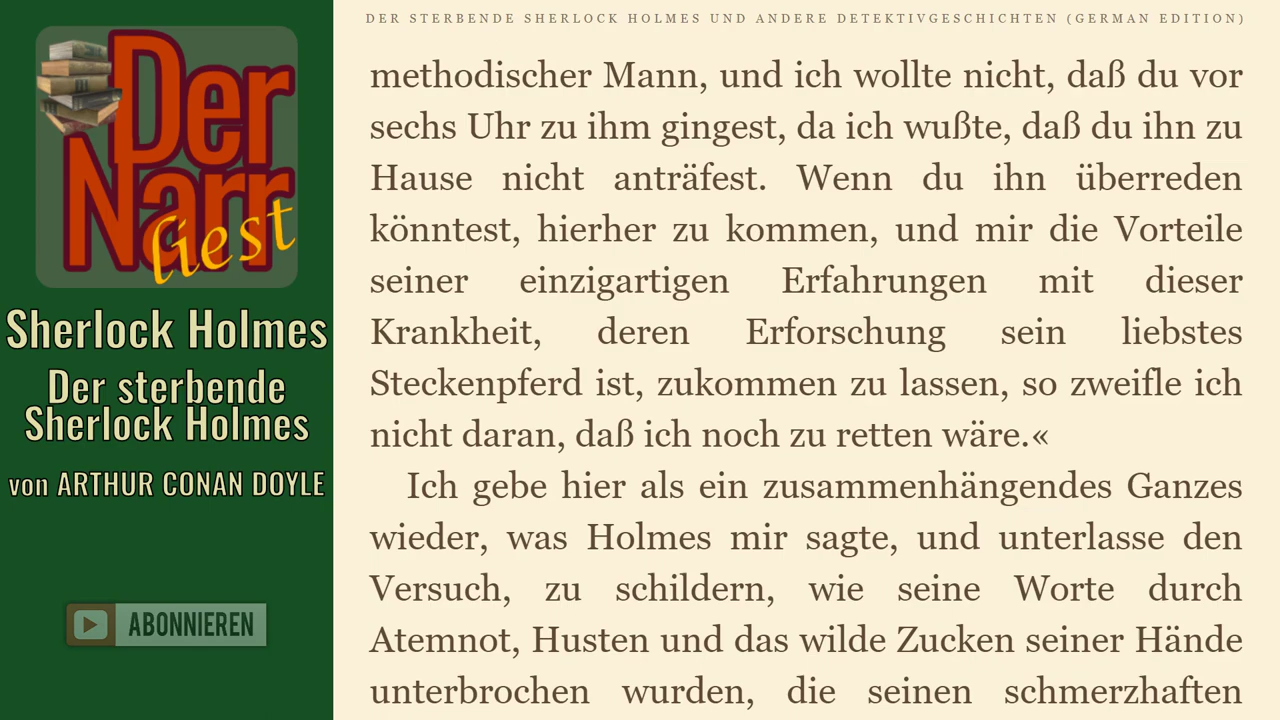 Der
Narr
liest
Sherlock Holmes
Der sterbende
Sherlock Holmes
von ARTHUR CONAN DOYLE
ABONNIEREN
DER STERBENDE SHERLOCK HOLMES UND ANDERE DETEKTIVGESCHICHTEN (GERMAN EDITION)
methodischer Mann, und ich wollte nicht, daß du vor
sechs Uhr zu ihm gingest, da ich wußte, daß du ihn zu
Hause nicht anträfest. Wenn du ihn überreden
könntest, hierher zu kommen, und mir die Vorteile
seiner einzigartigen Erfahrungen mit dieser
Krankheit, deren Erforschung sein liebstes
Steckenpferd ist, zukommen zu lassen, so zweifle ich
nicht daran, daß ich noch zu retten wäre.«
Ich gebe hier als ein zusammenhängendes Ganzes
wieder, was Holmes mir sagte, und unterlasse den
Versuch, zu schildern, wie seine Worte durch
Atemnot, Husten und das wilde Zucken seiner Hände
unterbrochen wurden, die seinen schmerzhaften